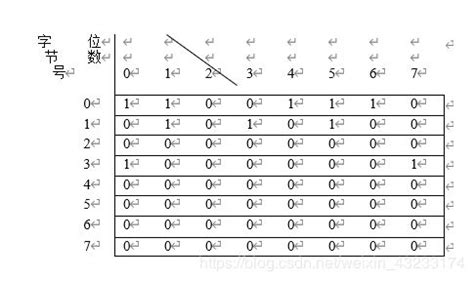 字 位 ↵ ↵ ↵ ↵ ↵ ↵ ↵ ↵ ↵
节 数 ↵ ↵ ↵ ↵ ↵ ↵ ↵ ↵
号↵ 0↵ 1↵ 2↵ 3↵ 4↵ 5↵ 6↵ 7↵ ↵
0↵ 1↵ 1↵ 0↵ 0↵ 1↵ 1↵ 1↵ 0↵ ↵
1↵ 0↵ 1↵ 0↵ 1↵ 0↵ 1↵ 0↵ 0↵ ↵
2↵ 0↵ 0↵ 0↵ 0↵ 0↵ 0↵ 0↵ 0↵ ↵
3↵ 1↵ 0↵ 0↵ 0↵ 0↵ 0↵ 0↵ 1↵ ↵
4↵ 0↵ 0↵ 0↵ 0↵ 0↵ 0↵ 0↵ 0↵ ↵
5↵ 0↵ 0↵ 0↵ 0↵ 0↵ 0↵ 0↵ 0↵ ↵
6↵ 0↵ 0↵ 0↵ 0↵ 0↵ 0↵ 0↵ 0↵ ↵
7↵ 0↵ 0↵ 0↵ 0↵ 0↵ 0↵ 0↵ 0↵ ↵
https://blog.csdn.net/weixin_43233174